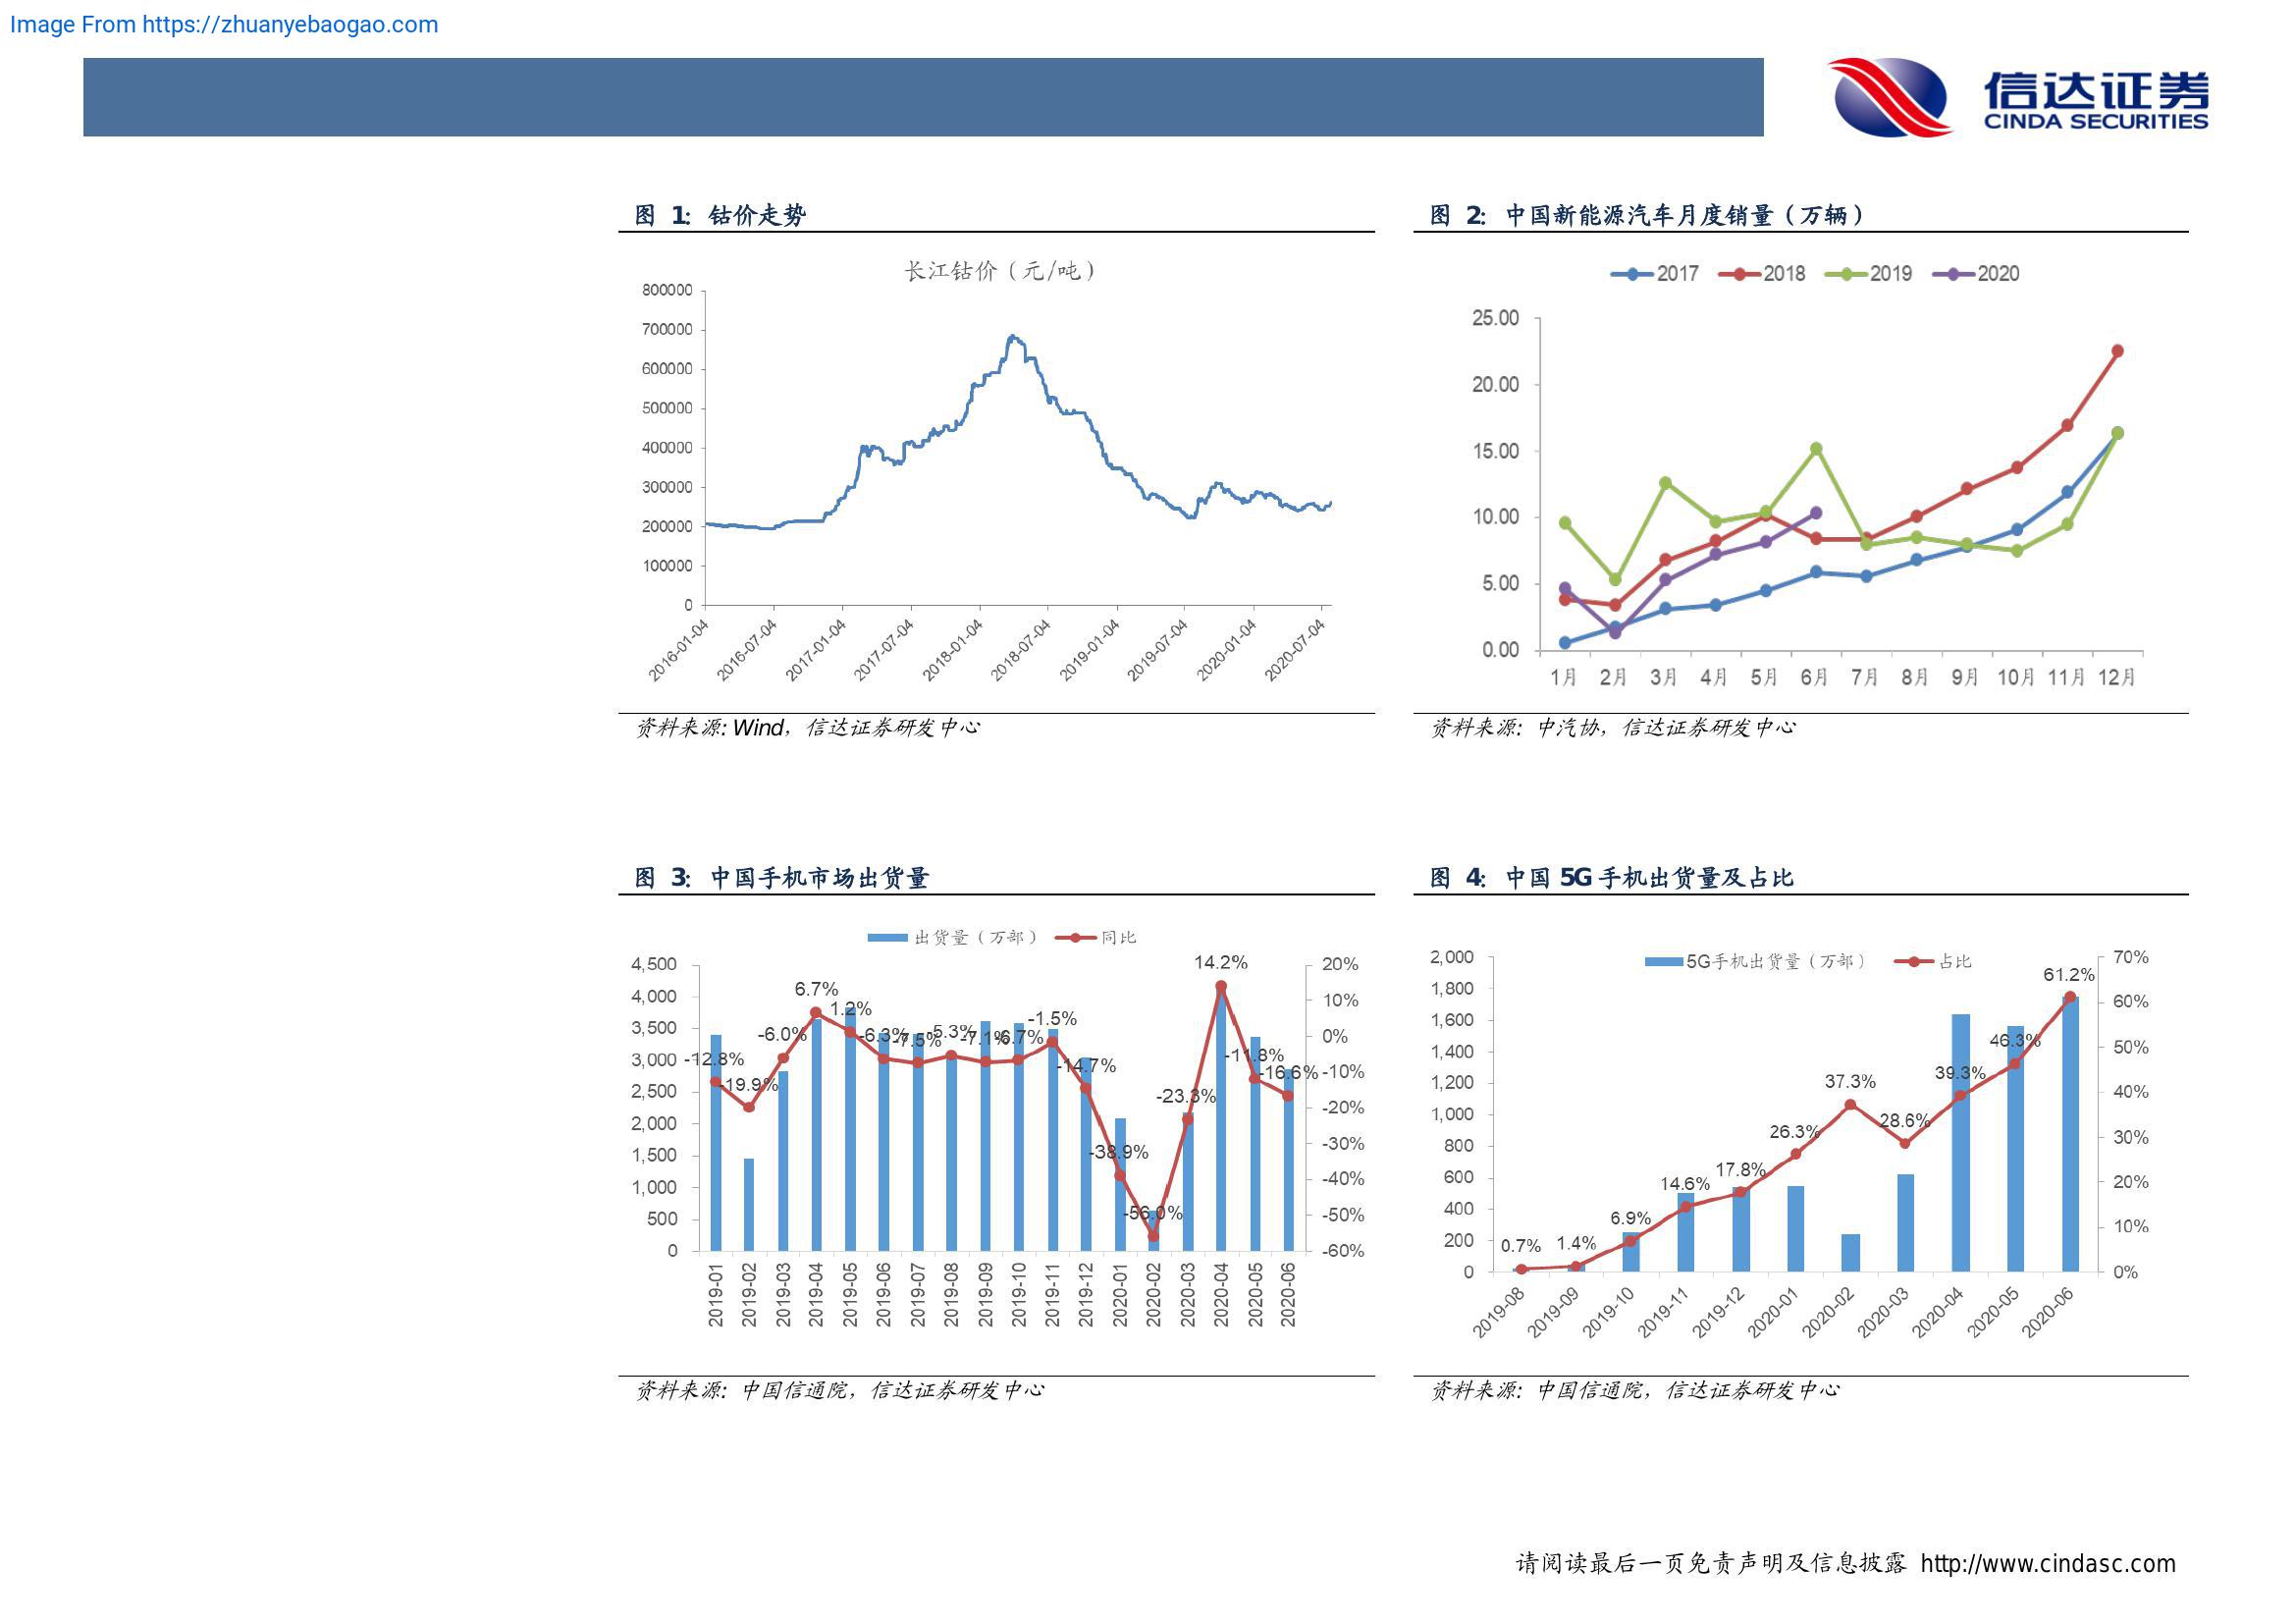 Image From https://zhuanyebaogao.com
信达证券
CINDA SECURITIES
图 1: 钴价走势
长江钴价（元/吨）
800000
700000
600000
500000
400000
300000
200000
100000
0
2016-01-04 2016-07-04 2017-01-04 2017-07-04 2018-01-04 2018-07-04 2019-01-04 2019-07-04 2020-01-04 2020-07-04
资料来源: Wind，信达证券研发中心
图 2: 中国新能源汽车月度销量（万辆）
2017 2018 2019 2020
25.00
20.00
15.00
10.00
5.00
0.00
1月 2月 3月 4月 5月 6月 7月 8月 9月 10月 11月 12月
资料来源: 中汽协，信达证券研发中心
图 3: 中国手机市场出货量
出货量（万部） 同比
4,500
4,000
3,500
3,000
2,500
2,000
1,500
1,000
500
0
20%
10%
0%
-10%
-20%
-30%
-40%
-50%
-60%
-12.8% -19.9% -6.0% 6.7% 1.2% -6.3% -7.5% -5.3% -7.1% -6.7% -1.5% -14.7% -38.9% -56.0% -23.3% 14.2% -11.8% -16.6%
2019-01 2019-02 2019-03 2019-04 2019-05 2019-06 2019-07 2019-08 2019-09 2019-10 2019-11 2019-12 2020-01 2020-02 2020-03 2020-04 2020-05 2020-06
资料来源: 中国信通院，信达证券研发中心
图 4: 中国 5G 手机出货量及占比
5G手机出货量（万部） 占比
2,000
1,800
1,600
1,400
1,200
1,000
800
600
400
200
0
70%
60%
50%
40%
30%
20%
10%
0%
0.7% 1.4% 6.9% 14.6% 17.8% 26.3% 37.3% 28.6% 39.3% 46.3% 61.2%
2019-08 2019-09 2019-10 2019-11 2019-12 2020-01 2020-02 2020-03 2020-04 2020-05 2020-06
资料来源: 中国信通院，信达证券研发中心
请阅读最后一页免责声明及信息披露 http://www.cindasc.com